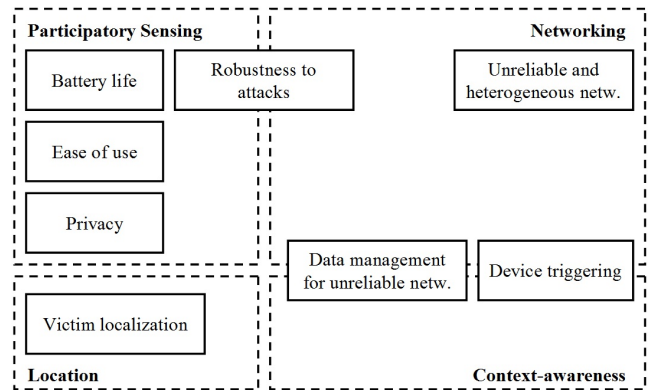 Participatory Sensing
Networking
Battery life
Robustness to
attacks
Unreliable and
heterogeneous netw.
Ease of use
Privacy
Data management
for unreliable netw.
Device triggering
Victim localization
Location
Context-awareness